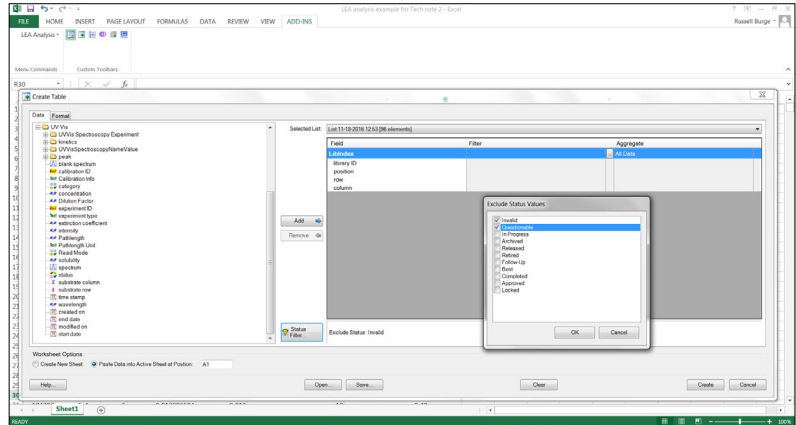 LEA analysis example for Tech note 2 - Excel
FILE HOME INSERT PAGE LAYOUT FORMULAS DATA REVIEW VIEW ADD-INS Russell Burge
LEA Analysis
Menu Commands Custom Toolbars
R30
Create Table
Data Format
UV-Vis
UVVis Spectroscopy Experiment
kinetics
UVVisSpectroscopyNameValue
peak
blank spectrum
calibration ID
Calibration Info
category
concentration
Dilution Factor
experiment ID
experiment type
extinction coefficient
intensity
Pathlength
Pathlength Unit
Read Mode
solubility
spectrum
status
substrate column
substrate row
time stamp
wavelength
created on
end date
modified on
start date
Add
Remove
Status
Filter...
Selected List: List 11-18-2016 12:53 [96 elements]
Field Filter Aggregate
LibIndex ... All Data
library ID
position
row
column
Exclude Status: Invalid
Exclude Status Values
Invalid
Questionable
In Progress
Archived
Released
Retired
Follow-Up
Best
Completed
Approved
Locked
OK Cancel
Worksheet Options
Create New Sheet Paste Data into Active Sheet at Position: A1
Help... Open... Save... Clear Create Cancel
Sheet1
READY 100%